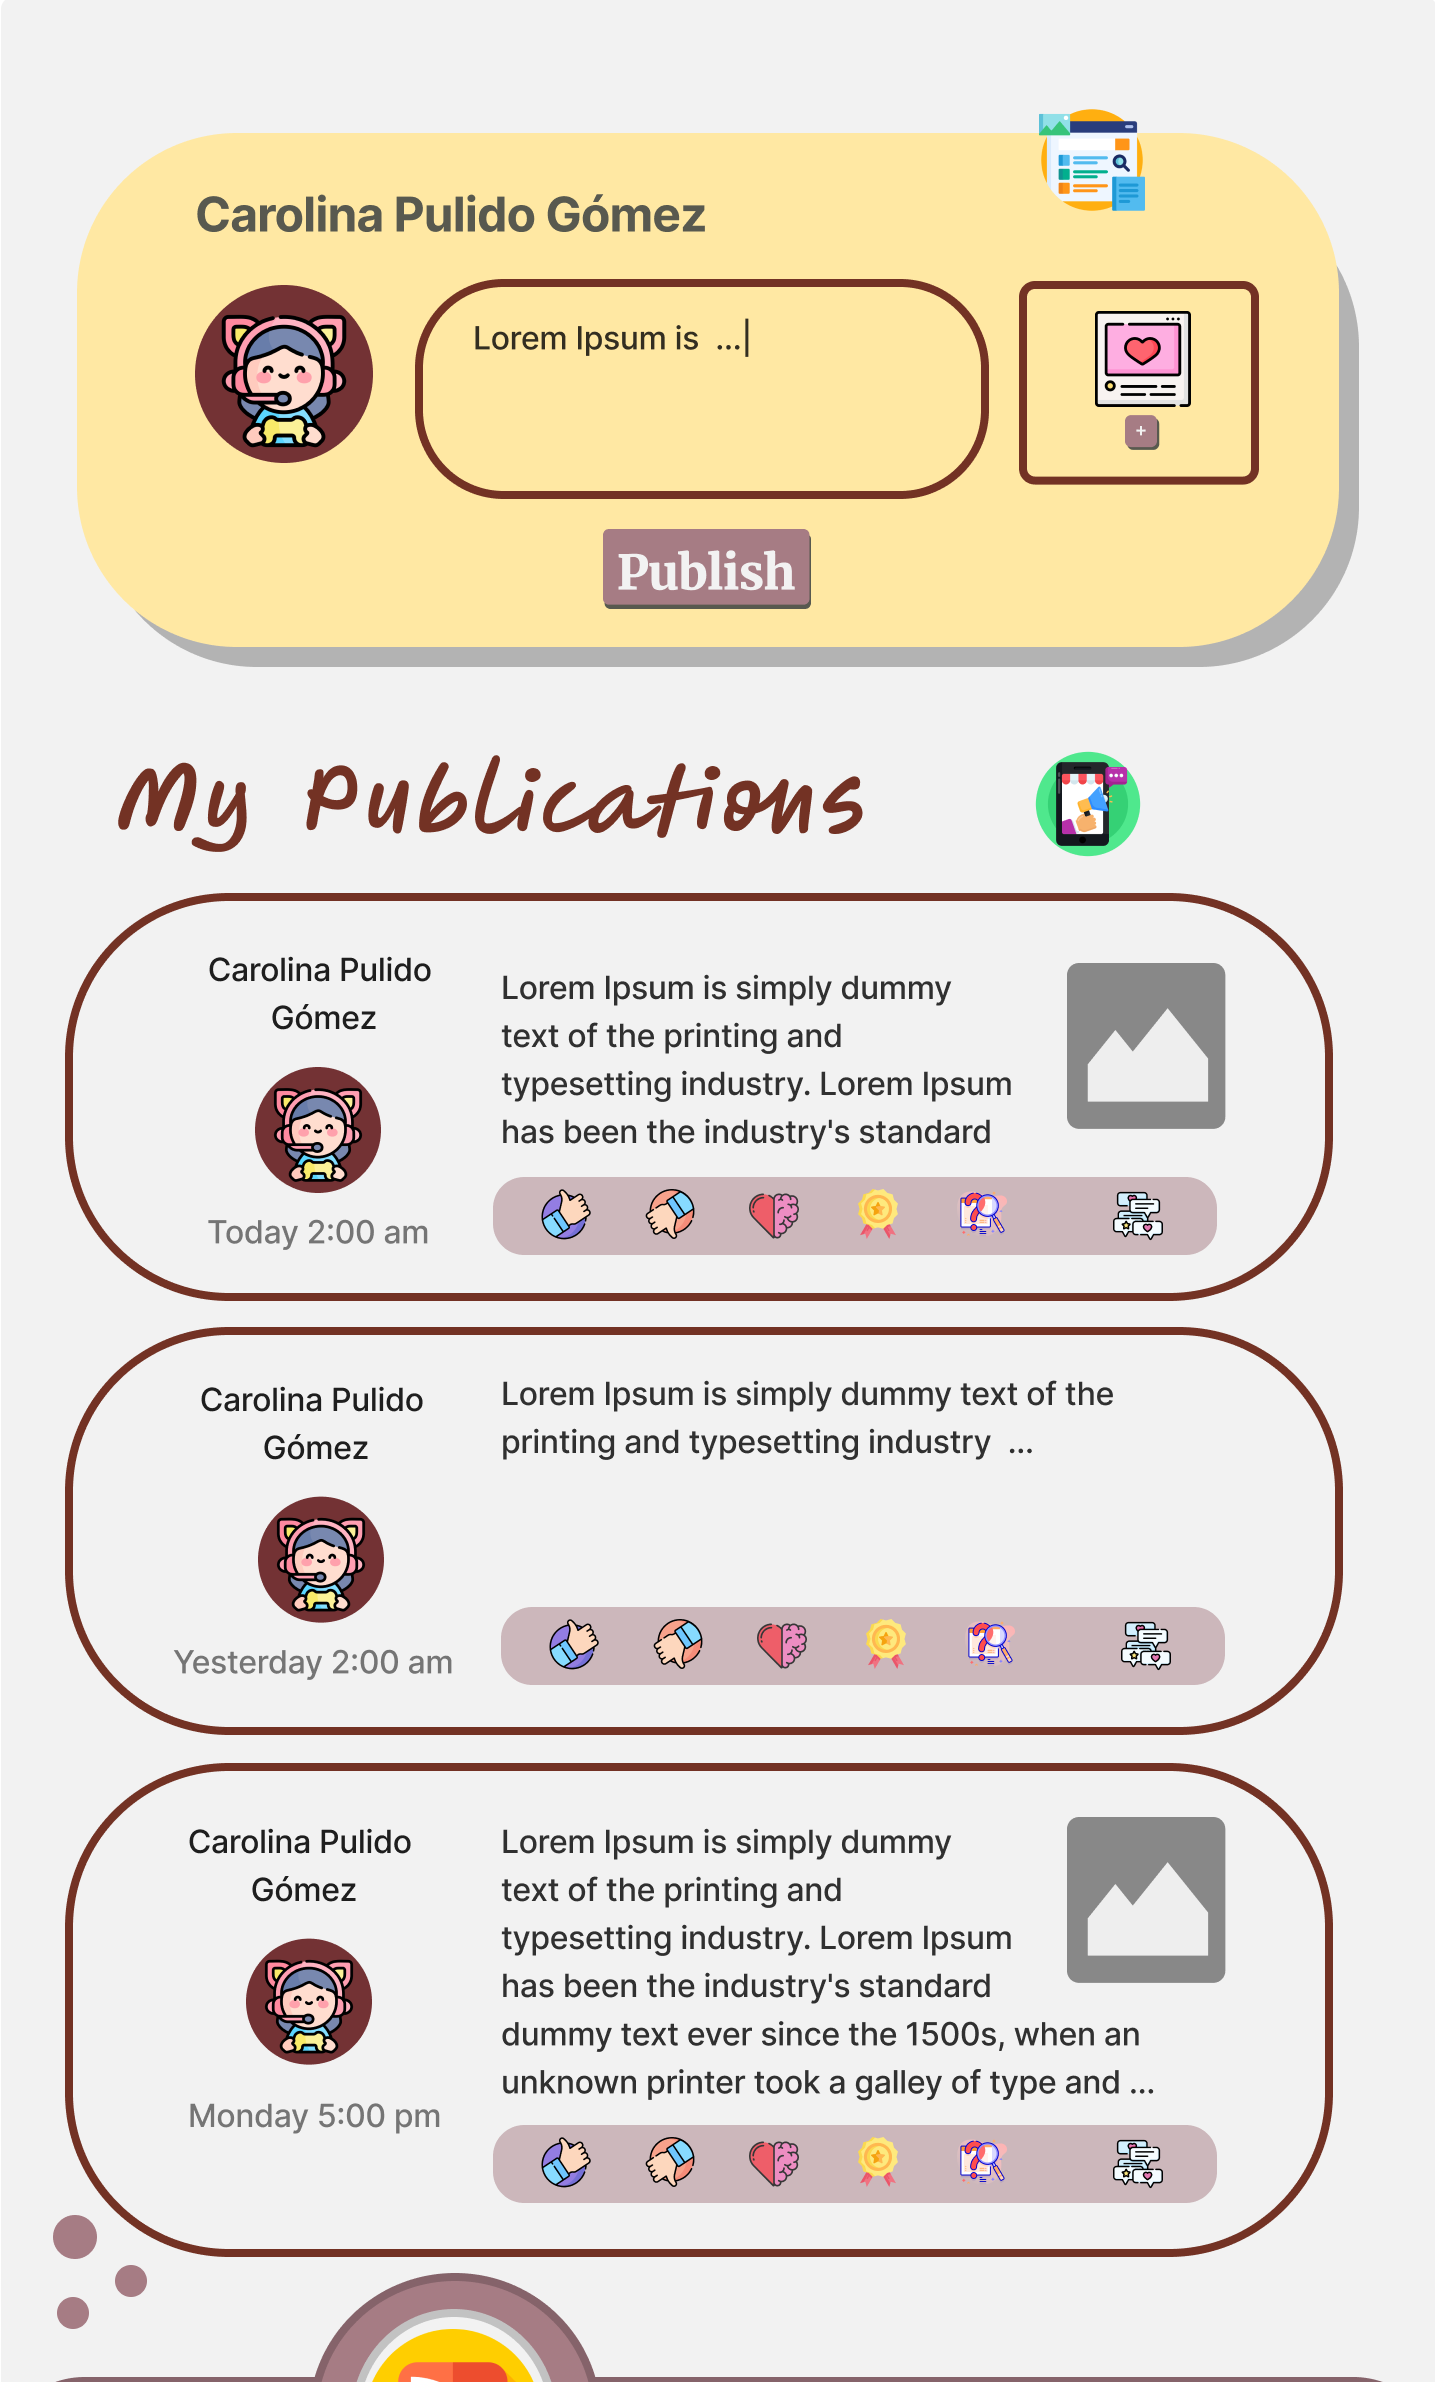 Carolina Pulido Gómez
Lorem Ipsum is ...
+
Publish
My Publications
Carolina Pulido
Gómez
Today 2:00 am
Lorem Ipsum is simply dummy
text of the printing and
typesetting industry. Lorem Ipsum
has been the industry's standard
Carolina Pulido
Gómez
Yesterday 2:00 am
Lorem Ipsum is simply dummy text of the
printing and typesetting industry ...
Carolina Pulido
Gómez
Monday 5:00 pm
Lorem Ipsum is simply dummy
text of the printing and
typesetting industry. Lorem Ipsum
has been the industry's standard
dummy text ever since the 1500s, when an
unknown printer took a galley of type and ...